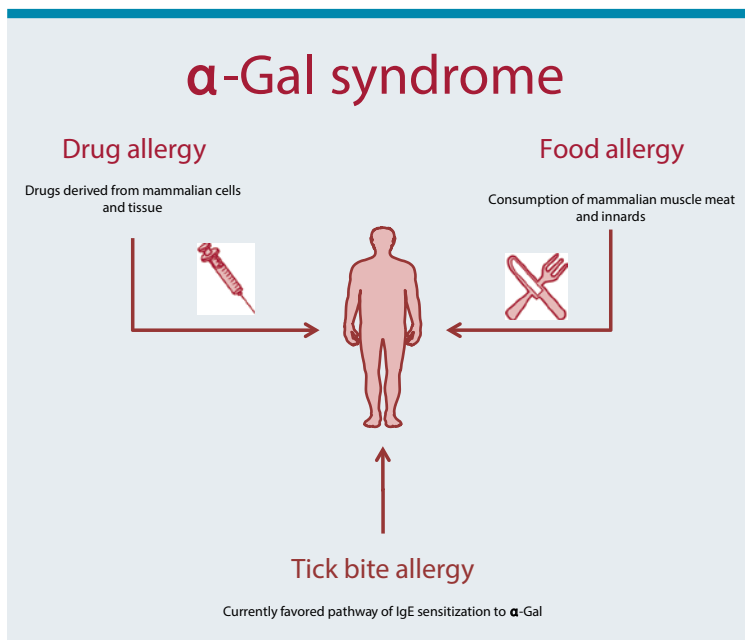 α-Gal syndrome
Drug allergy
Drugs derived from mammalian cells
and tissue
Food allergy
Consumption of mammalian muscle meat
and innards
Tick bite allergy
Currently favored pathway of IgE sensitization to α-Gal